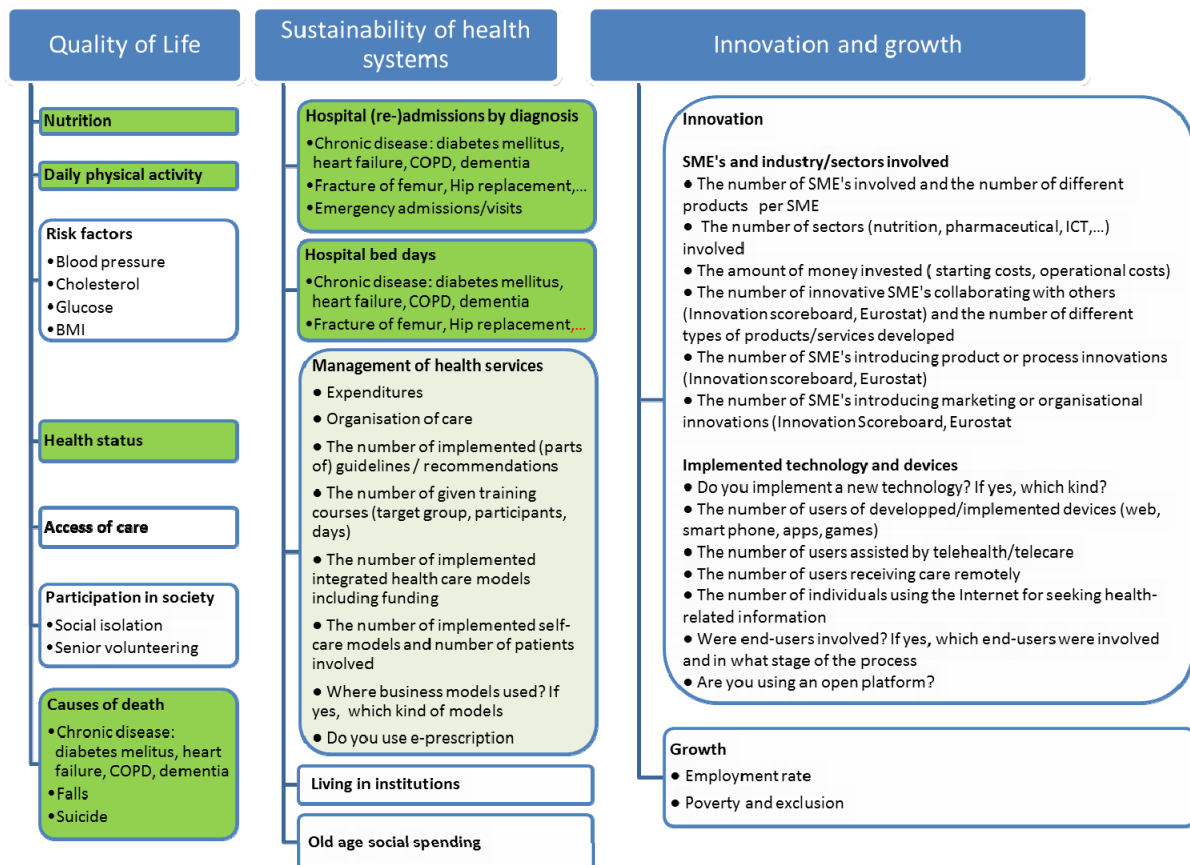 Quality of Life
Nutrition
Daily physical activity
Risk factors
•Blood pressure
•Cholesterol
•Glucose
•BMI
Health status
Access of care
Participation in society
•Social isolation
•Senior volunteering
Causes of death
•Chronic disease:
diabetes melitus, heart
failure, COPD, dementia
•Falls
•Suicide
Sustainability of health
systems
Hospital (re-)admissions by diagnosis
•Chronic disease: diabetes mellitus,
heart failure, COPD, dementia
•Fracture of femur, Hip replacement,...
•Emergency admissions/visits
Hospital bed days
•Chronic disease: diabetes mellitus,
heart failure, COPD, dementia
•Fracture of femur, Hip replacement,...
Management of health services
● Expenditures
● Organisation of care
● The number of implemented (parts
of) guidelines / recommendations
● The number of given training
courses (target group, participants,
days)
● The number of implemented
integrated health care models
including funding
● The number of implemented self-
care models and number of patients
involved
● Where business models used? If
yes, which kind of models
● Do you use e-prescription
Living in institutions
Old age social spending
Innovation and growth
Innovation
SME's and industry/sectors involved
● The number of SME's involved and the number of different
products per SME
● The number of sectors (nutrition, pharmaceutical, ICT,...)
involved
● The amount of money invested ( starting costs, operational costs)
● The number of innovative SME's collaborating with others
(Innovation scoreboard, Eurostat) and the number of different
types of products/services developed
● The number of SME's introducing product or process innovations
(Innovation scoreboard, Eurostat)
● The number of SME's introducing marketing or organisational
innovations (Innovation Scoreboard, Eurostat
Implemented technology and devices
● Do you implement a new technology? If yes, which kind?
● The number of users of developped/implemented devices (web,
smart phone, apps, games)
● The number of users assisted by telehealth/telecare
● The number of users receiving care remotely
● The number of individuals using the Internet for seeking health-
related information
● Were end-users involved? If yes, which end-users were involved
and in what stage of the process
● Are you using an open platform?
Growth
● Employment rate
● Poverty and exclusion